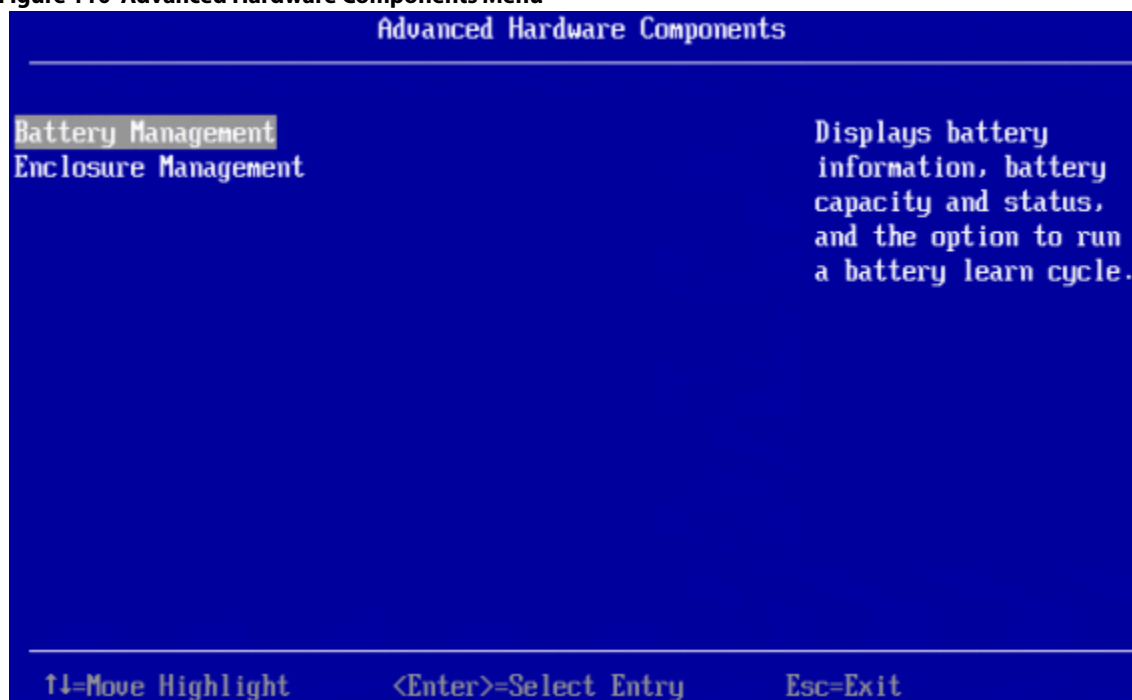 Advanced Hardware Components
Battery Management
Enclosure Management
Displays battery
information, battery
capacity and status,
and the option to run
a battery learn cycle.
↑↓=Move Highlight <Enter>=Select Entry Esc=Exit